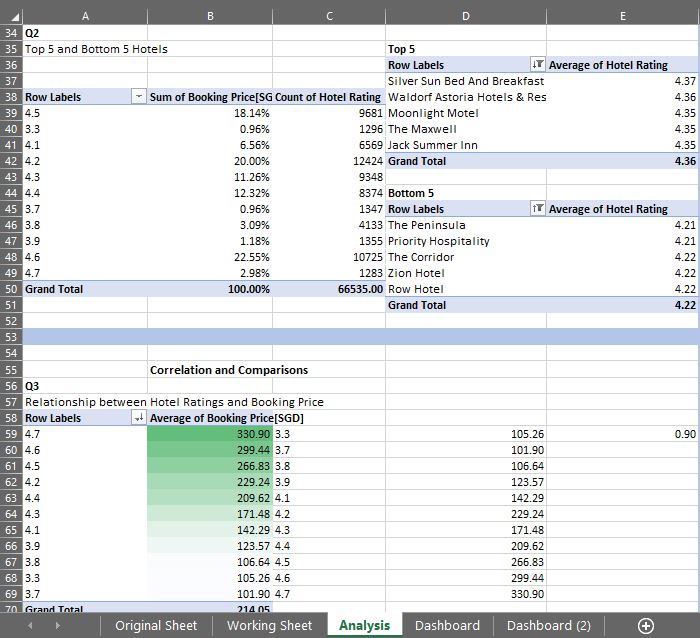 A B C D E
34 Q2
35 Top 5 and Bottom 5 Hotels Top 5
36 Row Labels Average of Hotel Rating
37 Silver Sun Bed And Breakfast 4.37
38 Row Labels Sum of Booking Price[SG Count of Hotel Rating Waldorf Astoria Hotels & Res 4.36
39 4.5 18.14% 9681 Moonlight Motel 4.35
40 3.3 0.96% 1296 The Maxwell 4.35
41 4.1 6.56% 6569 Jack Summer Inn 4.35
42 4.2 20.00% 12424 Grand Total 4.36
43 4.3 11.26% 9348
44 4.4 12.32% 8374 Bottom 5
45 3.7 0.96% 1347 Row Labels Average of Hotel Rating
46 3.8 3.09% 4133 The Peninsula 4.21
47 3.9 1.18% 1355 Priority Hospitality 4.21
48 4.6 22.55% 10725 The Corridor 4.22
49 4.7 2.98% 1283 Zion Hotel 4.22
50 Grand Total 100.00% 66535.00 Row Hotel 4.22
51 Grand Total 4.22
52
53
54
55 Correlation and Comparisons
56 Q3
57 Relationship between Hotel Ratings and Booking Price
58 Row Labels Average of Booking Price[SGD]
59 4.7 330.90 3.3 105.26 0.90
60 4.6 299.44 3.7 101.90
61 4.5 266.83 3.8 106.64
62 4.2 229.24 3.9 123.57
63 4.4 209.62 4.1 142.29
64 4.3 171.48 4.2 229.24
65 4.1 142.29 4.3 171.48
66 3.9 123.57 4.4 209.62
67 3.8 106.64 4.5 266.83
68 3.3 105.26 4.6 299.44
69 3.7 101.90 4.7 330.90
70 Grand Total 214.05
Original Sheet Working Sheet Analysis Dashboard Dashboard (2)